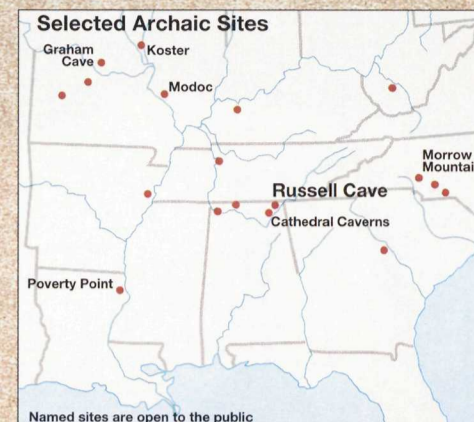 Selected Archaic Sites
Graham
Cave
Koster
Modoc
Morrow
Mountai
Russell Cave
Cathedral Caverns
Poverty Point
Named sites are open to the public